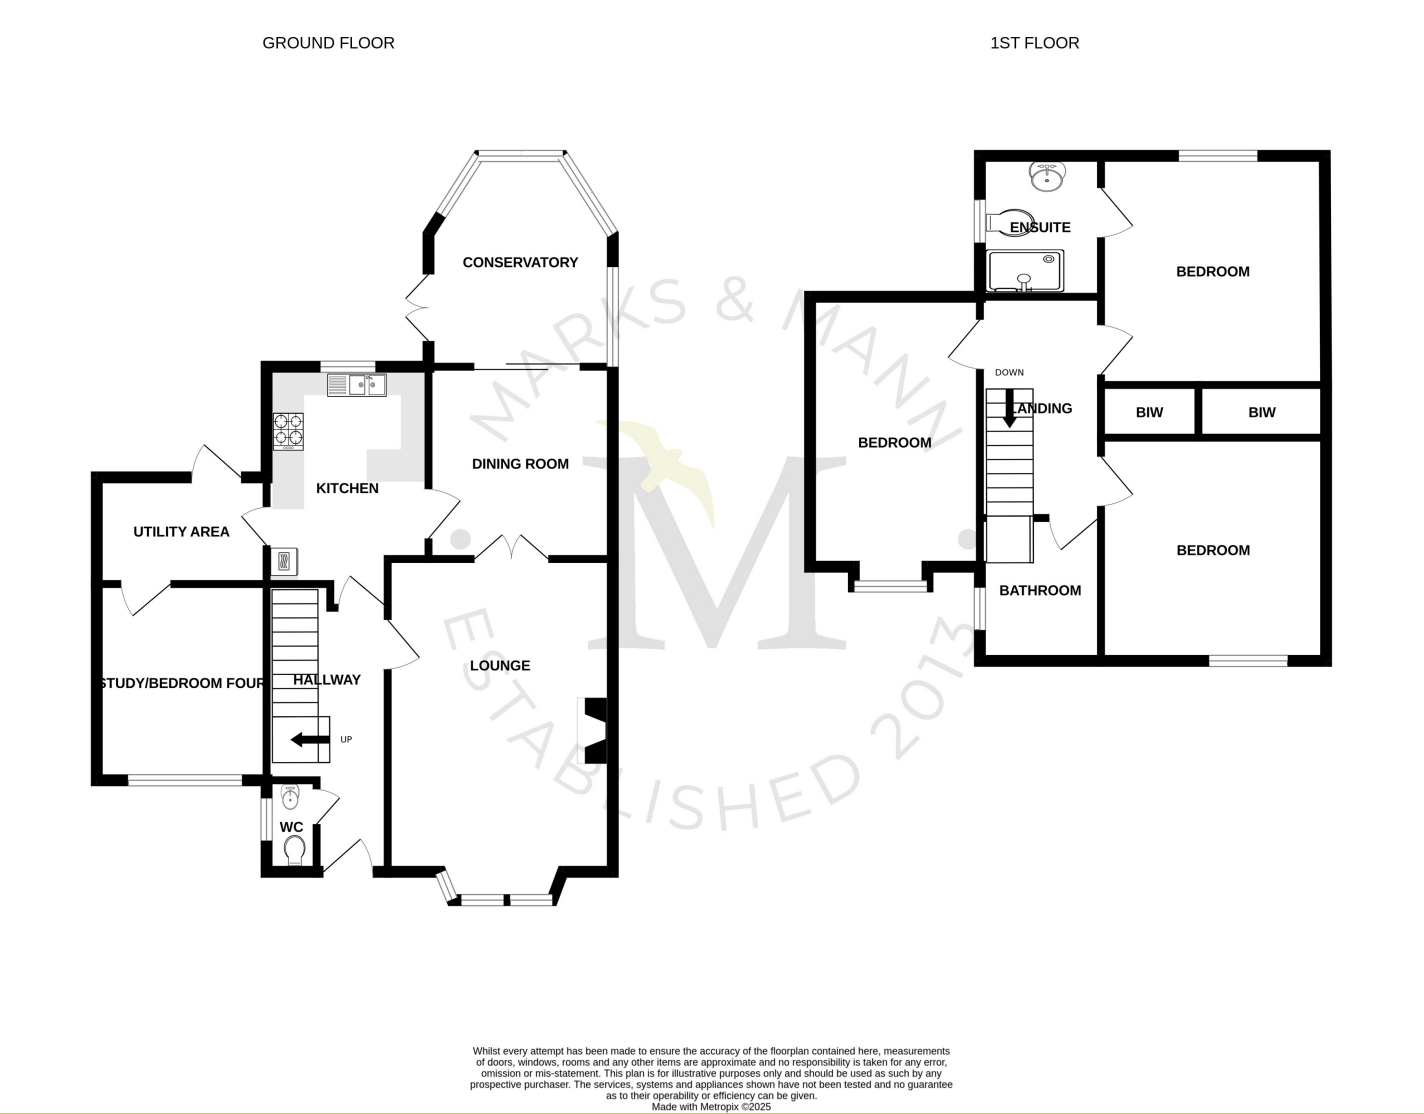 GROUND FLOOR
1ST FLOOR
CONSERVATORY
DINING ROOM
KITCHEN
UTILITY AREA
STUDY/BEDROOM FOUR
HALLWAY
UP
WC
LOUNGE
ENSUITE
BEDROOM
BEDROOM
DOWN
LANDING
BIW
BIW
BATHROOM
BEDROOM
MARKS & MANN
M
ESTABLISHED 2013
Whilst every attempt has been made to ensure the accuracy of the floorplan contained here, measurements
of doors, windows, rooms and any other items are approximate and no responsibility is taken for any error,
omission or mis-statement. This plan is for illustrative purposes only and should be used as such by any
prospective purchaser. The services, systems and appliances shown have not been tested and no guarantee
as to their operability or efficiency can be given.
Made with Metropix ©2025